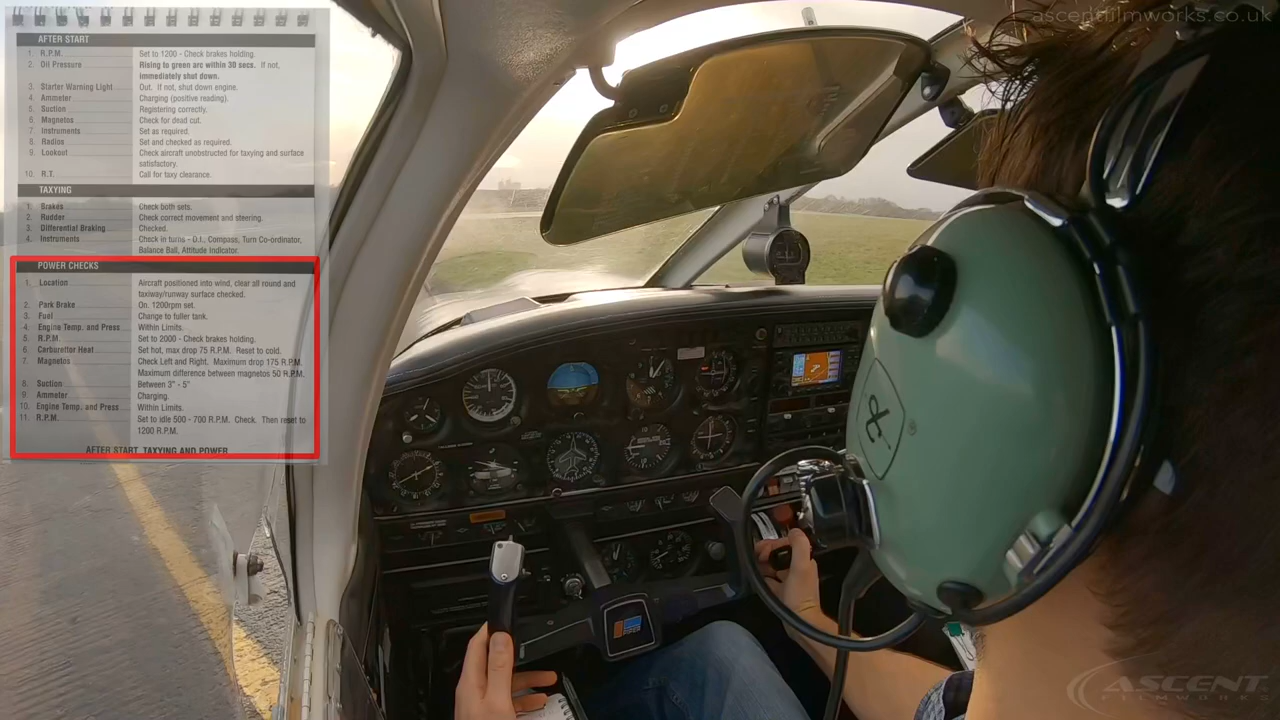 ascentfilmworks.co.uk
AFTER START
1. R.P.M. Set to 1200 - Check brakes holding.
2. Oil Pressure Rising to green arc within 30 secs. If not,
immediately shut down.
3. Starter Warning Light Out. If not, shut down engine.
4. Ammeter Charging (positive reading).
5. Suction Registering correctly.
6. Magnetos Check for dead cut.
7. Instruments Set as required.
8. Radios Set and checked as required.
9. Lookout Check aircraft unobstructed for taxying and surface
satisfactory.
10. R.T. Call for taxy clearance.
TAXYING
1. Brakes Check both sets.
2. Rudder Check correct movement and steering.
3. Differential Braking Checked.
4. Instruments Check in turns - D.I., Compass, Turn Co-ordinator,
Balance Ball, Attitude Indicator.
POWER CHECKS
1. Location Aircraft positioned into wind, clear all round and
taxiway/runway surface checked.
2. Park Brake On. 1200rpm set.
3. Fuel Change to fuller tank.
4. Engine Temp. and Press Within Limits.
5. R.P.M. Set to 2000 - Check brakes holding.
6. Carburettor Heat Set hot, max drop 75 R.P.M. Reset to cold.
7. Magnetos Check Left and Right. Maximum drop 175 R.P.M.
Maximum difference between magnetos 50 R.P.M.
8. Suction Between 3" - 5"
9. Ammeter Charging.
10. Engine Temp. and Press Within Limits.
11. R.P.M. Set to idle 500 - 700 R.P.M. Check. Then reset to
1200 R.P.M.
AFTER START TAXYING AND POWER
ASCENT
FILMWORKS